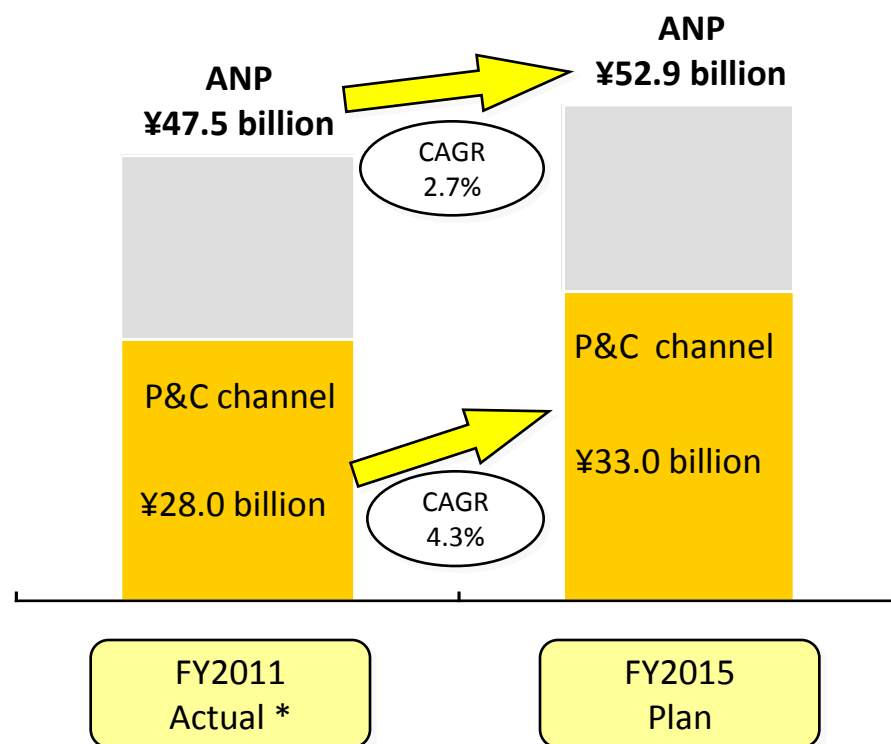 ANP
¥47.5 billion
ANP
¥52.9 billion
CAGR
2.7%
P&C channel
¥28.0 billion
P&C channel
¥33.0 billion
CAGR
4.3%
FY2011
Actual *
FY2015
Plan